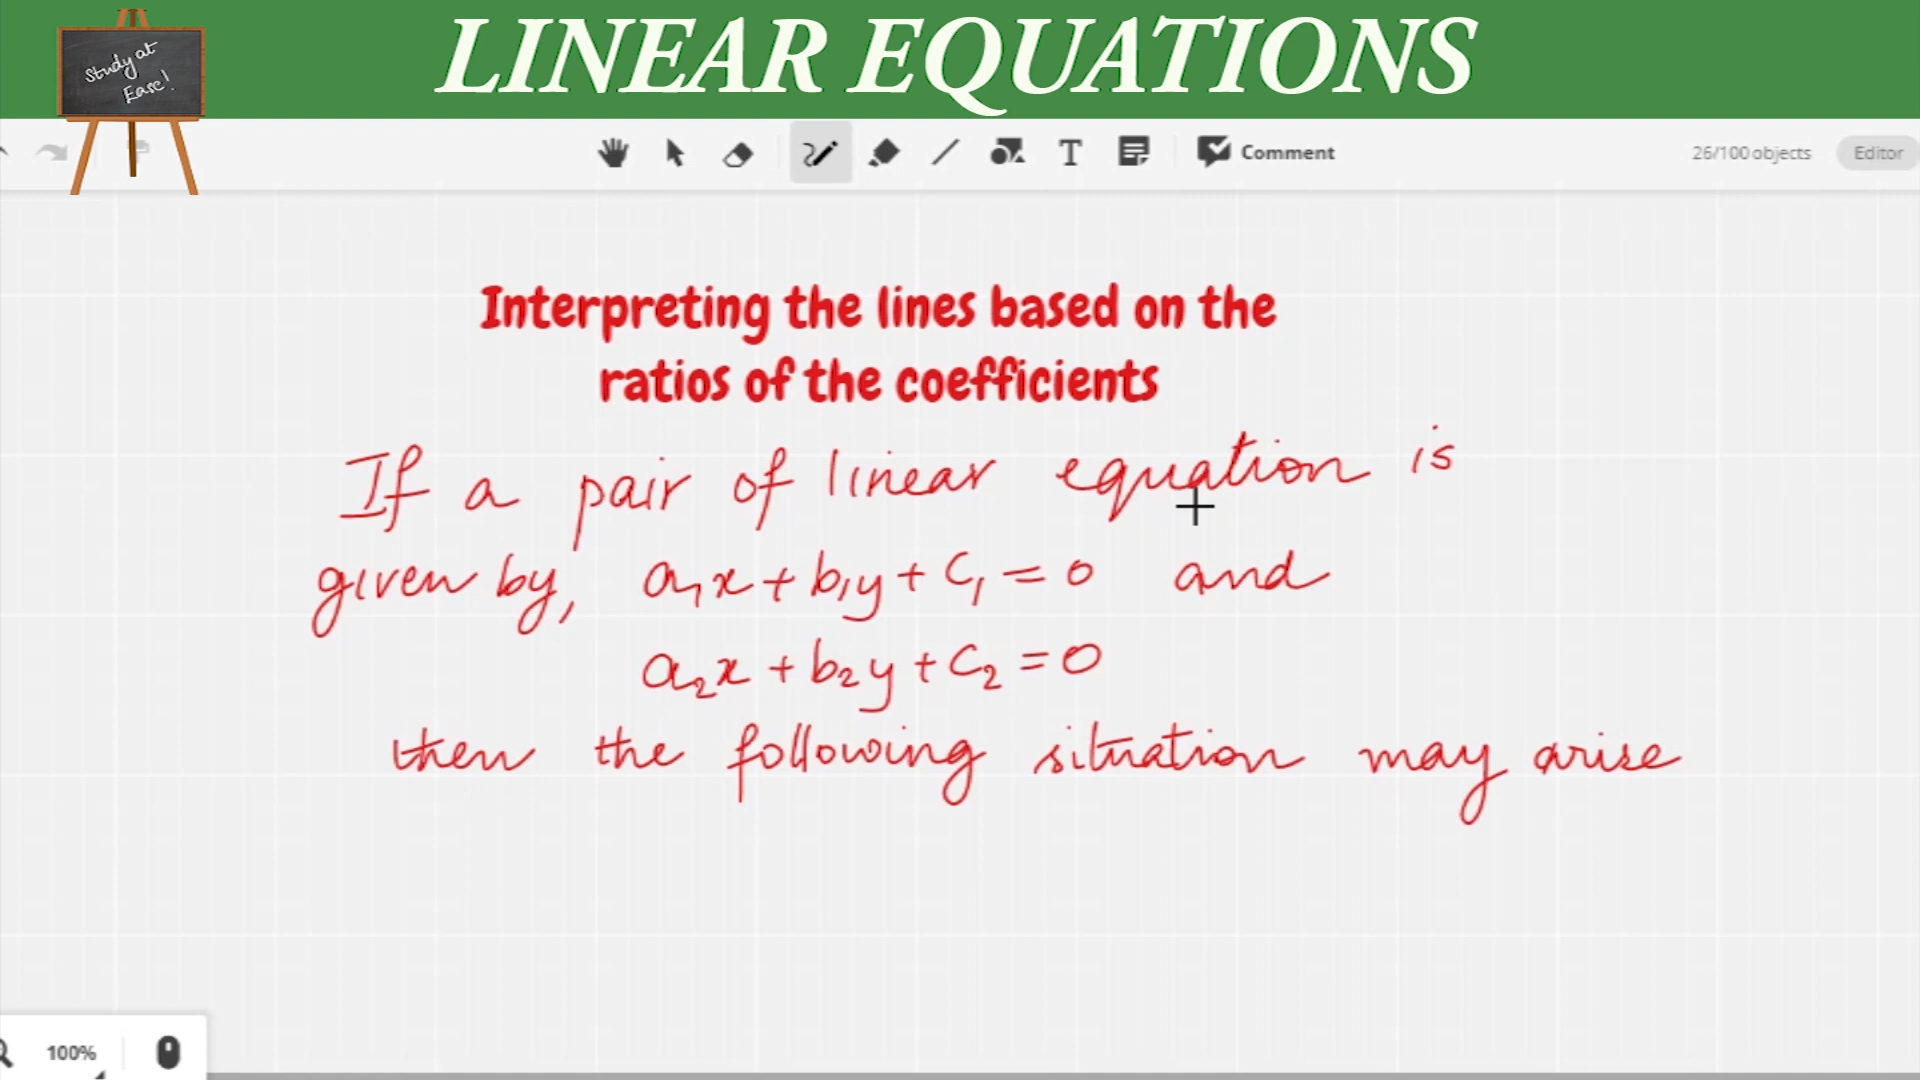 Study at
Ease!
LINEAR EQUATIONS
T
Comment
26/100 objects
Editor
Interpreting the lines based on the
ratios of the coefficients
If a pair of linear equation is
given by, a₁x + b₁y + c₁ = 0 and
a₂x + b₂y + c₂ = 0
then the following situation may arise
100%